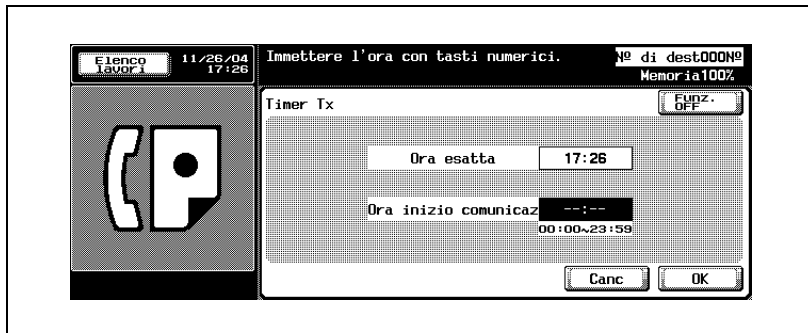 Elenco lavori
11/26/04
17:26
Immettere l'ora con tasti numerici.
Nº di dest000Nº
Memoria100%
Timer Tx
Funz. OFF
Ora esatta 17:26
Ora inizio comunicaz --:--
00:00~23:59
Canc OK